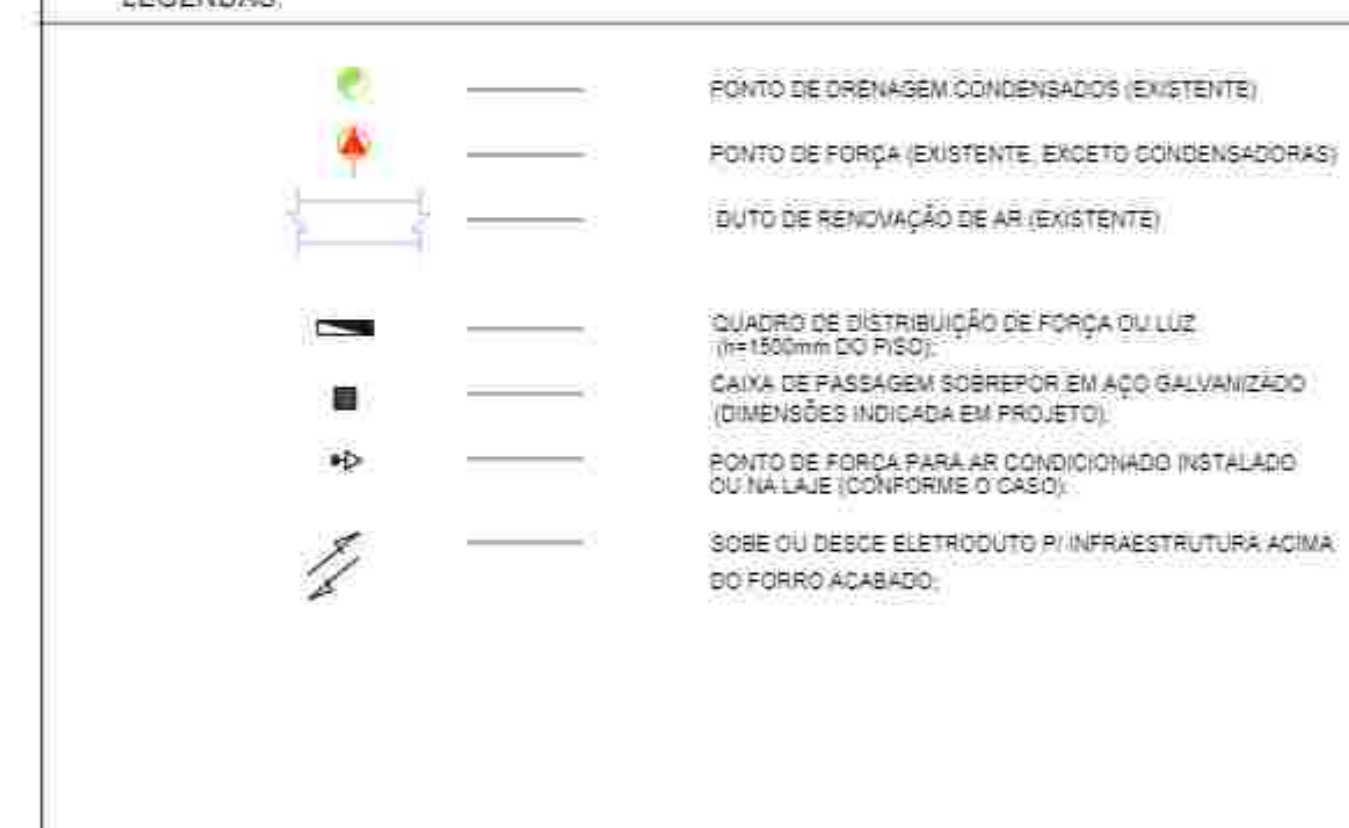 LEGENDAS:
PONTO DE DRENAGEM CONDENSADOS (EXISTENTE)
PONTO DE FORÇA (EXISTENTE, EXCETO CONDENSADORAS)
DUTO DE RENOVAÇÃO DE AR (EXISTENTE)
QUADRO DE DISTRIBUIÇÃO DE FORÇA OU LUZ
(h=1500mm DO PISO);
CAIXA DE PASSAGEM SOBREPOR EM AÇO GALVANIZADO
(DIMENSÕES INDICADA EM PROJETO);
PONTO DE FORÇA PARA AR CONDICIONADO INSTALADO
OU NA LAJE (CONFORME O CASO);
SOBE OU DESCE ELETRODUTO P/ INFRAESTRUTURA ACIMA
DO FORRO ACABADO;